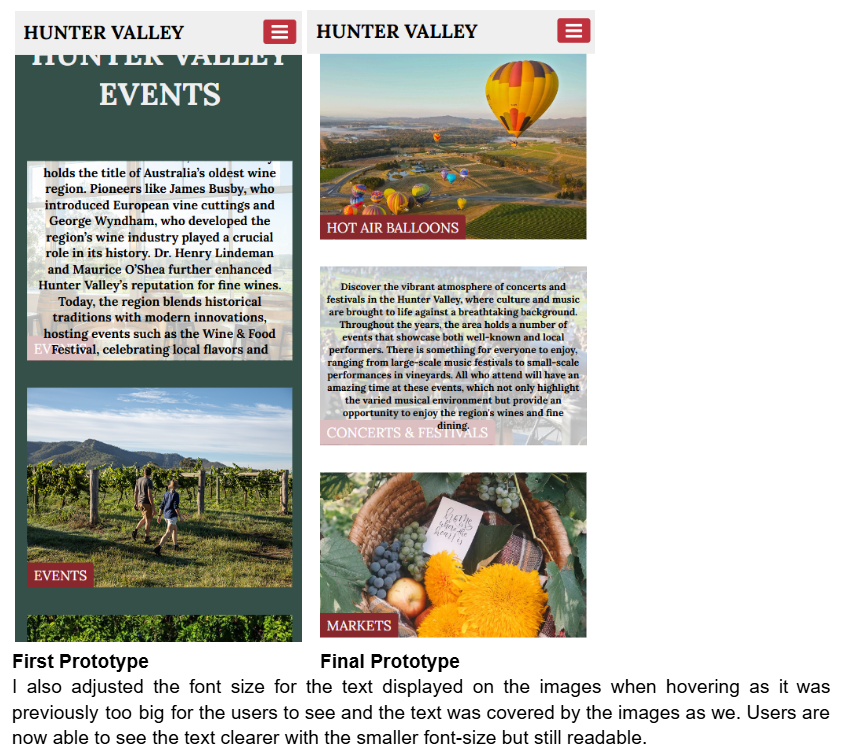 HUNTER VALLEY
HUNTER VALLEY
EVENTS
holds the title of Australia's oldest wine
region. Pioneers like James Busby, who
introduced European vine cuttings and
George Wyndham, who developed the
region's wine industry played a crucial
role in its history. Dr. Henry Lindeman
and Maurice O'Shea further enhanced
Hunter Valley's reputation for fine wines.
Today, the region blends historical
traditions with modern innovations,
hosting events such as the Wine & Food
Festival, celebrating local flavors and
EVENTS
HUNTER VALLEY
HOT AIR BALLOONS
Discover the vibrant atmosphere of concerts and
festivals in the Hunter Valley, where culture and music
are brought to life against a breathtaking background.
Throughout the years, the area holds a number of
events that showcase both well-known and local
performers. There is something for everyone to enjoy,
ranging from large-scale music festivals to small-scale
performances in vineyards. All who attend will have an
amazing time at these events, which not only highlight
the varied musical environment but provide an
opportunity to enjoy the region's wines and fine
dining.
CONCERTS & FESTIVALS
MARKETS
First Prototype
Final Prototype
I also adjusted the font size for the text displayed on the images when hovering as it was
previously too big for the users to see and the text was covered by the images as we. Users are
now able to see the text clearer with the smaller font-size but still readable.